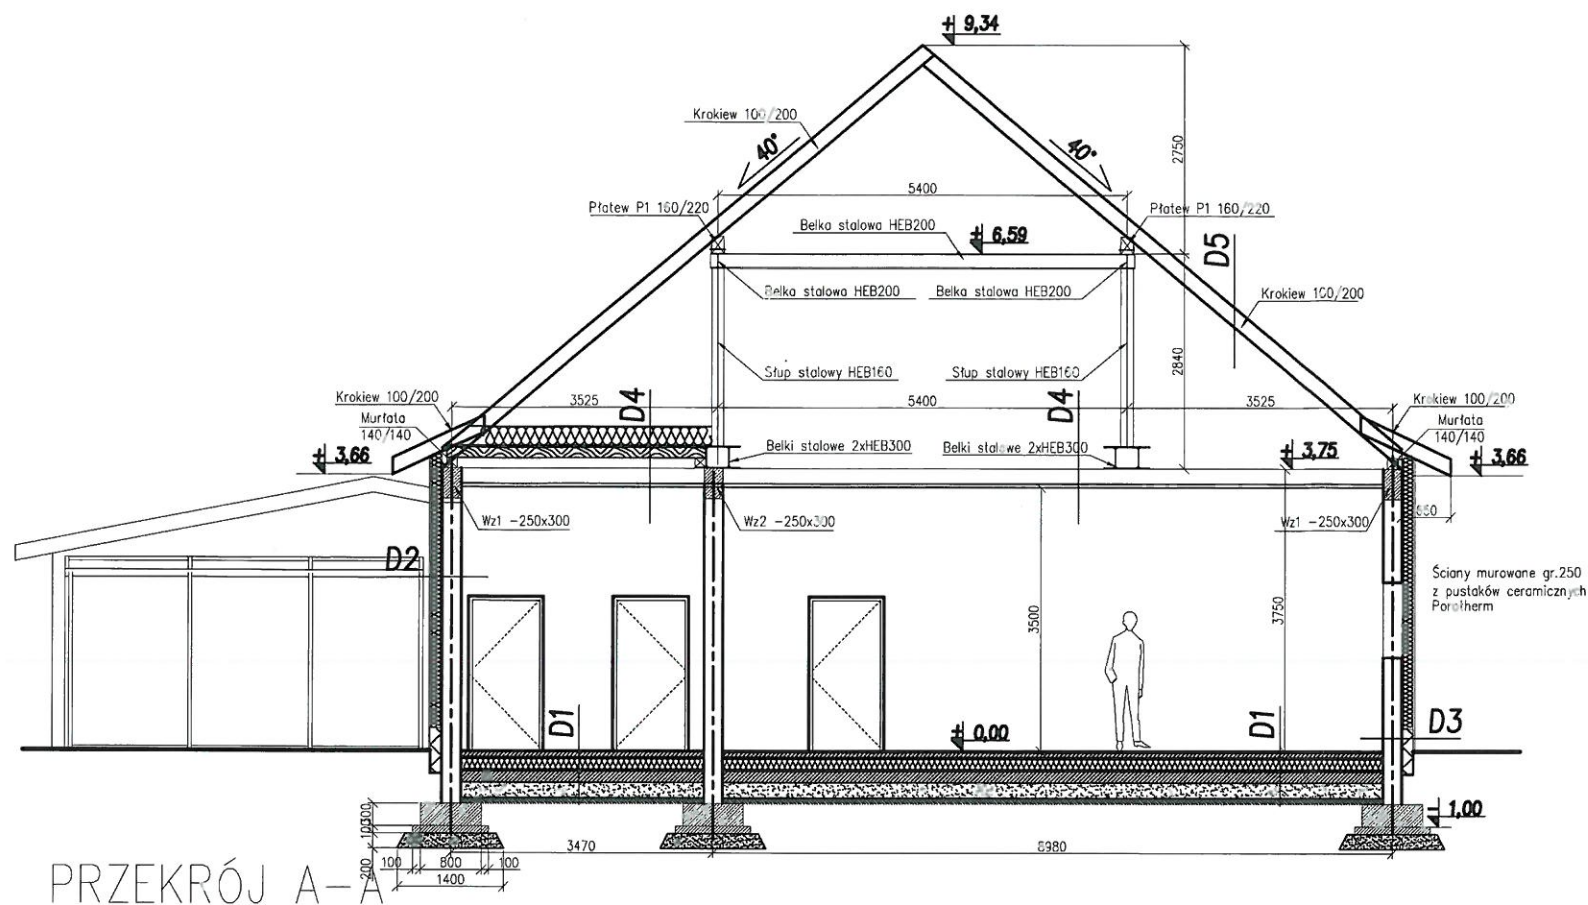 ± 9,34
Krokiew 100/200
40°
40°
2750
5400
Płatew P1 160/220
Płatew P1 160/220
Belka stalowa HEB200
± 6,59
D5
Belka stalowa HEB200
Belka stalowa HEB200
Krokiew 100/200
Słup stalowy HEB160
Słup stalowy HEB160
2840
Krokiew 100/200
3525
D4
5400
D4
3525
Krokiew 100/200
Murłata
140/140
Murłata
140/140
± 3,66
Belki stalowe 2xHEB300
Belki stalowe 2xHEB300
± 3,75
± 3,66
Wz1 -250x300
Wz2 -250x300
Wz1 -250x300
D2
Ściany murowane gr.250
z pustaków ceramicznych
Porotherm
3500
3750
D1
± 0,00
D1
D3
300
100
200
- 1,00
3470
8980
100
800
100
1400
PRZEKRÓJ A-A